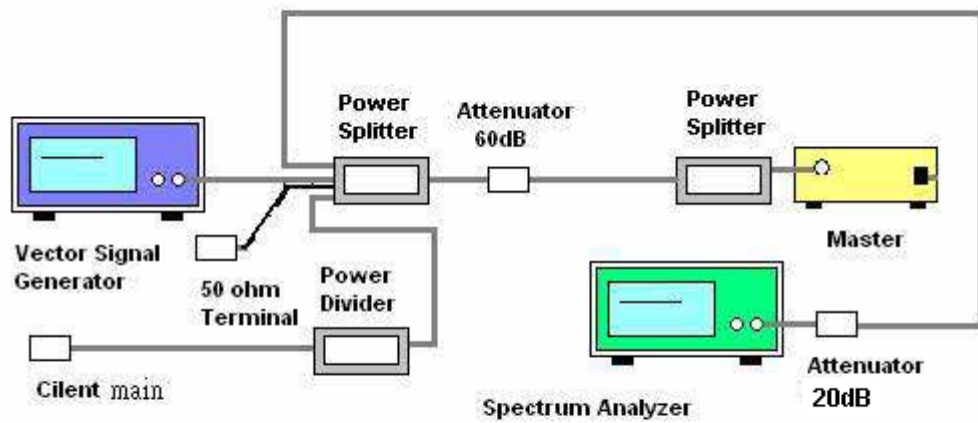 Power
Splitter
Attenuator
60dB
Power
Splitter
Vector Signal
Generator
50 ohm
Terminal
Power
Divider
Master
Cilent main
Spectrum Analyzer
Attenuator
20dB